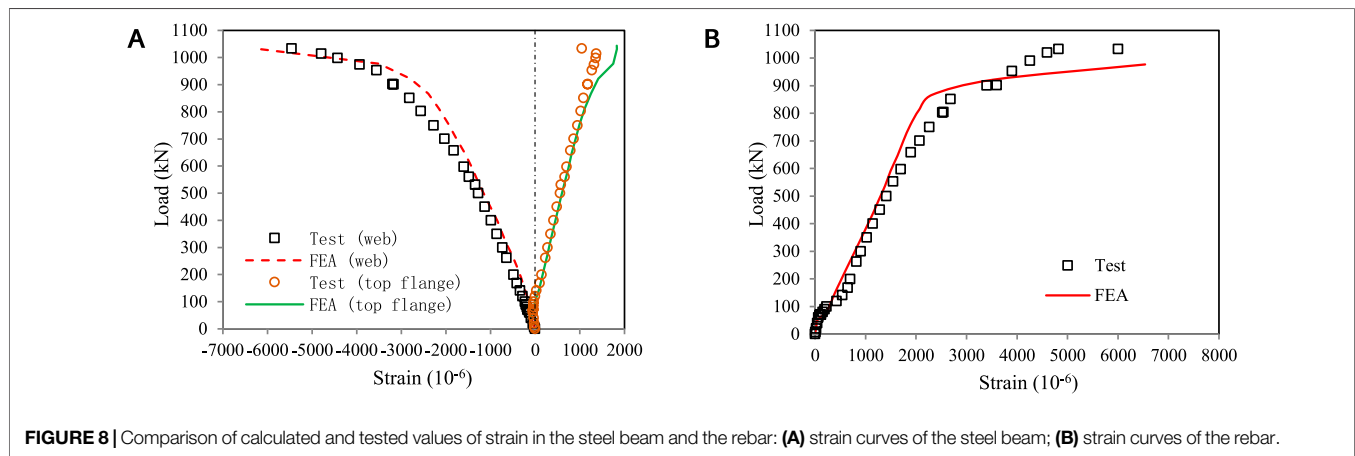 A
1100
1000
900
800
700
600
500
400
300
200
100
0
Load (kN)
Test (web)
FEA (web)
Test (top flange)
FEA (top flange)
-7000 -6000 -5000 -4000 -3000 -2000 -1000 0 1000 2000
Strain (10⁻⁶)
B
1100
1000
900
800
700
600
500
400
300
200
100
0
Load (kN)
Test
FEA
0 1000 2000 3000 4000 5000 6000 7000 8000
Strain (10⁻⁶)
FIGURE 8 | Comparison of calculated and tested values of strain in the steel beam and the rebar: (A) strain curves of the steel beam; (B) strain curves of the rebar.